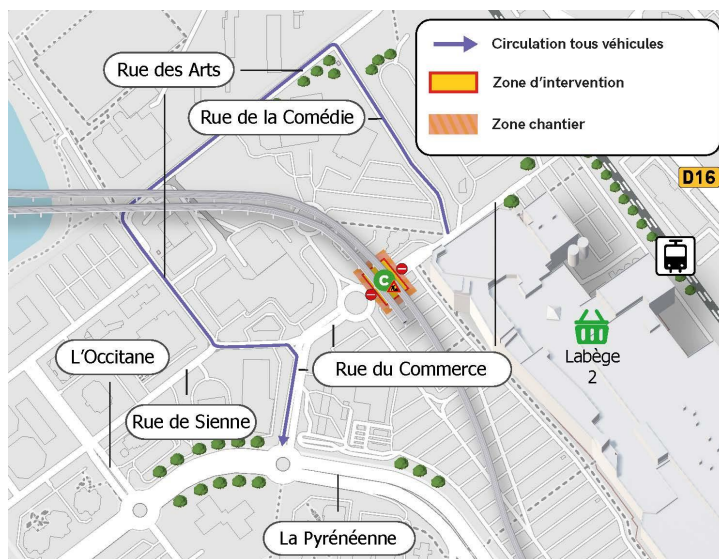 Circulation tous véhicules
Zone d'intervention
Zone chantier
Rue des Arts
Rue de la Comédie
D16
C
L'Occitane
Rue du Commerce
Labège
2
Rue de Sienne
La Pyrénéenne